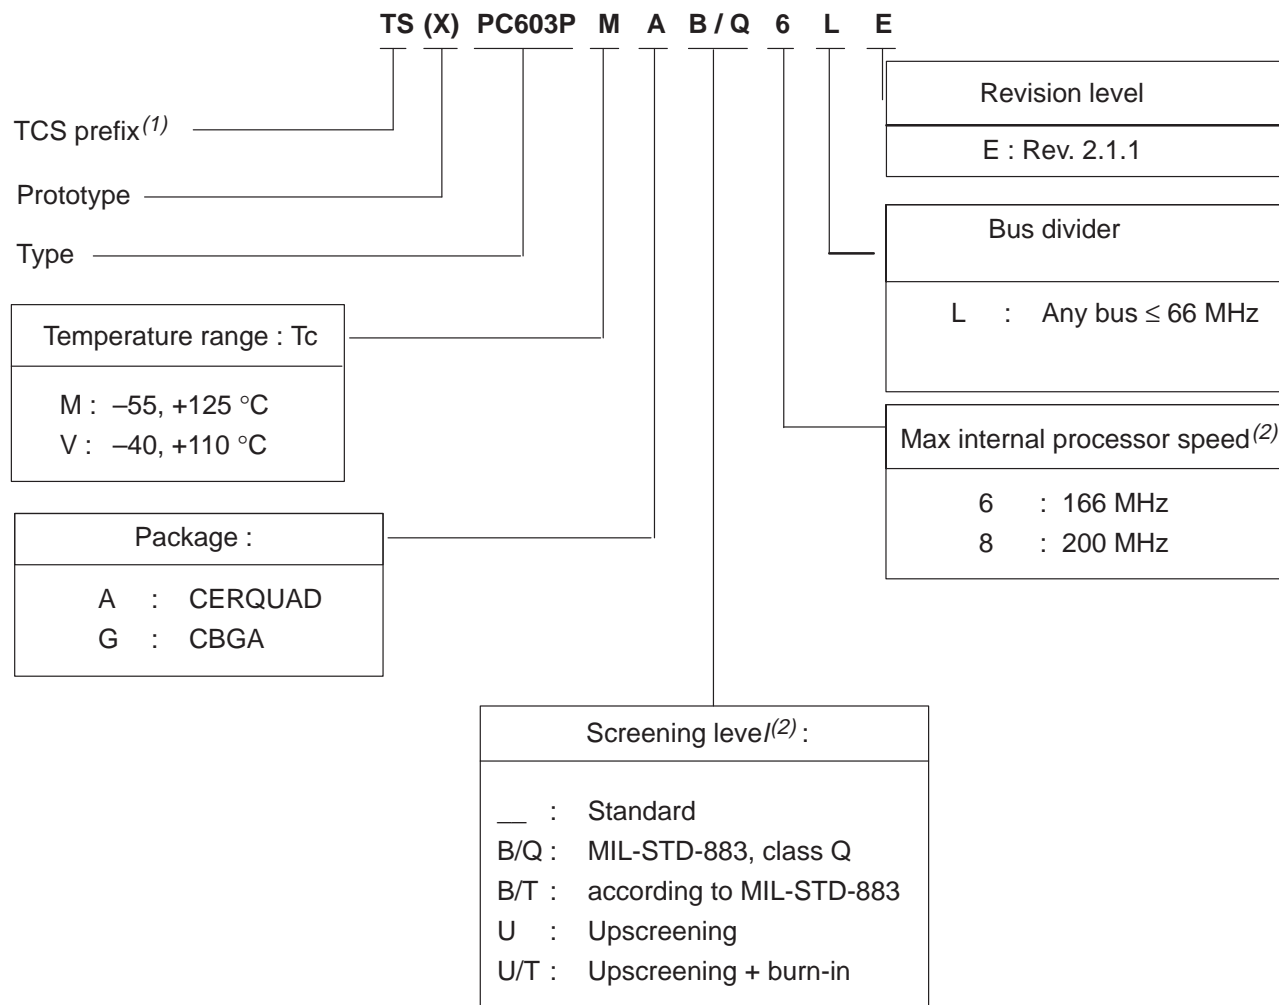 TS (X) PC603P M A B / Q 6 L E
TCS prefix(1)
Prototype
Type
Temperature range : Tc
M : –55, +125 °C
V : –40, +110 °C
Package :
A : CERQUAD
G : CBGA
Screening level(2) :
__ : Standard
B/Q : MIL-STD-883, class Q
B/T : according to MIL-STD-883
U : Upscreening
U/T : Upscreening + burn-in
Revision level
E : Rev. 2.1.1
Bus divider
L : Any bus ≤ 66 MHz
Max internal processor speed(2)
6 : 166 MHz
8 : 200 MHz